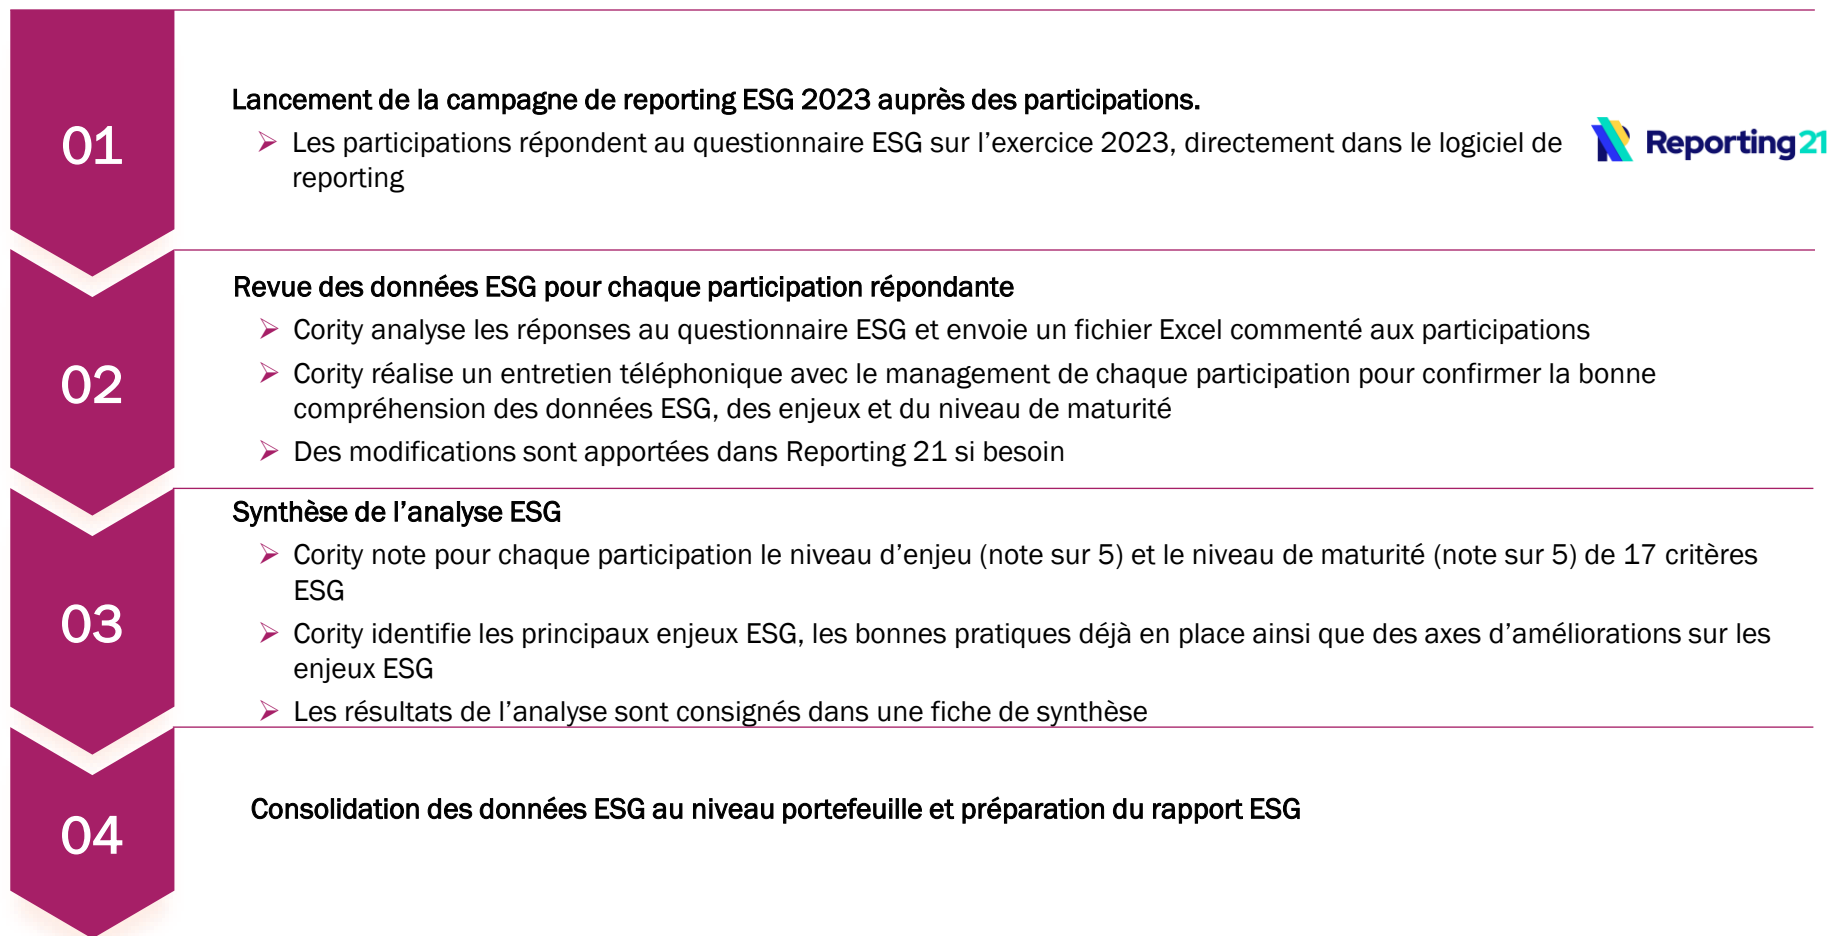 01
Lancement de la campagne de reporting ESG 2023 auprès des participations.
Les participations répondent au questionnaire ESG sur l’exercice 2023, directement dans le logiciel de
reporting
Reporting21
02
Revue des données ESG pour chaque participation répondante
Cority analyse les réponses au questionnaire ESG et envoie un fichier Excel commenté aux participations
Cority réalise un entretien téléphonique avec le management de chaque participation pour confirmer la bonne
compréhension des données ESG, des enjeux et du niveau de maturité
Des modifications sont apportées dans Reporting 21 si besoin
03
Synthèse de l’analyse ESG
Cority note pour chaque participation le niveau d’enjeu (note sur 5) et le niveau de maturité (note sur 5) de 17 critères
ESG
Cority identifie les principaux enjeux ESG, les bonnes pratiques déjà en place ainsi que des axes d’améliorations sur les
enjeux ESG
Les résultats de l’analyse sont consignés dans une fiche de synthèse
04
Consolidation des données ESG au niveau portefeuille et préparation du rapport ESG